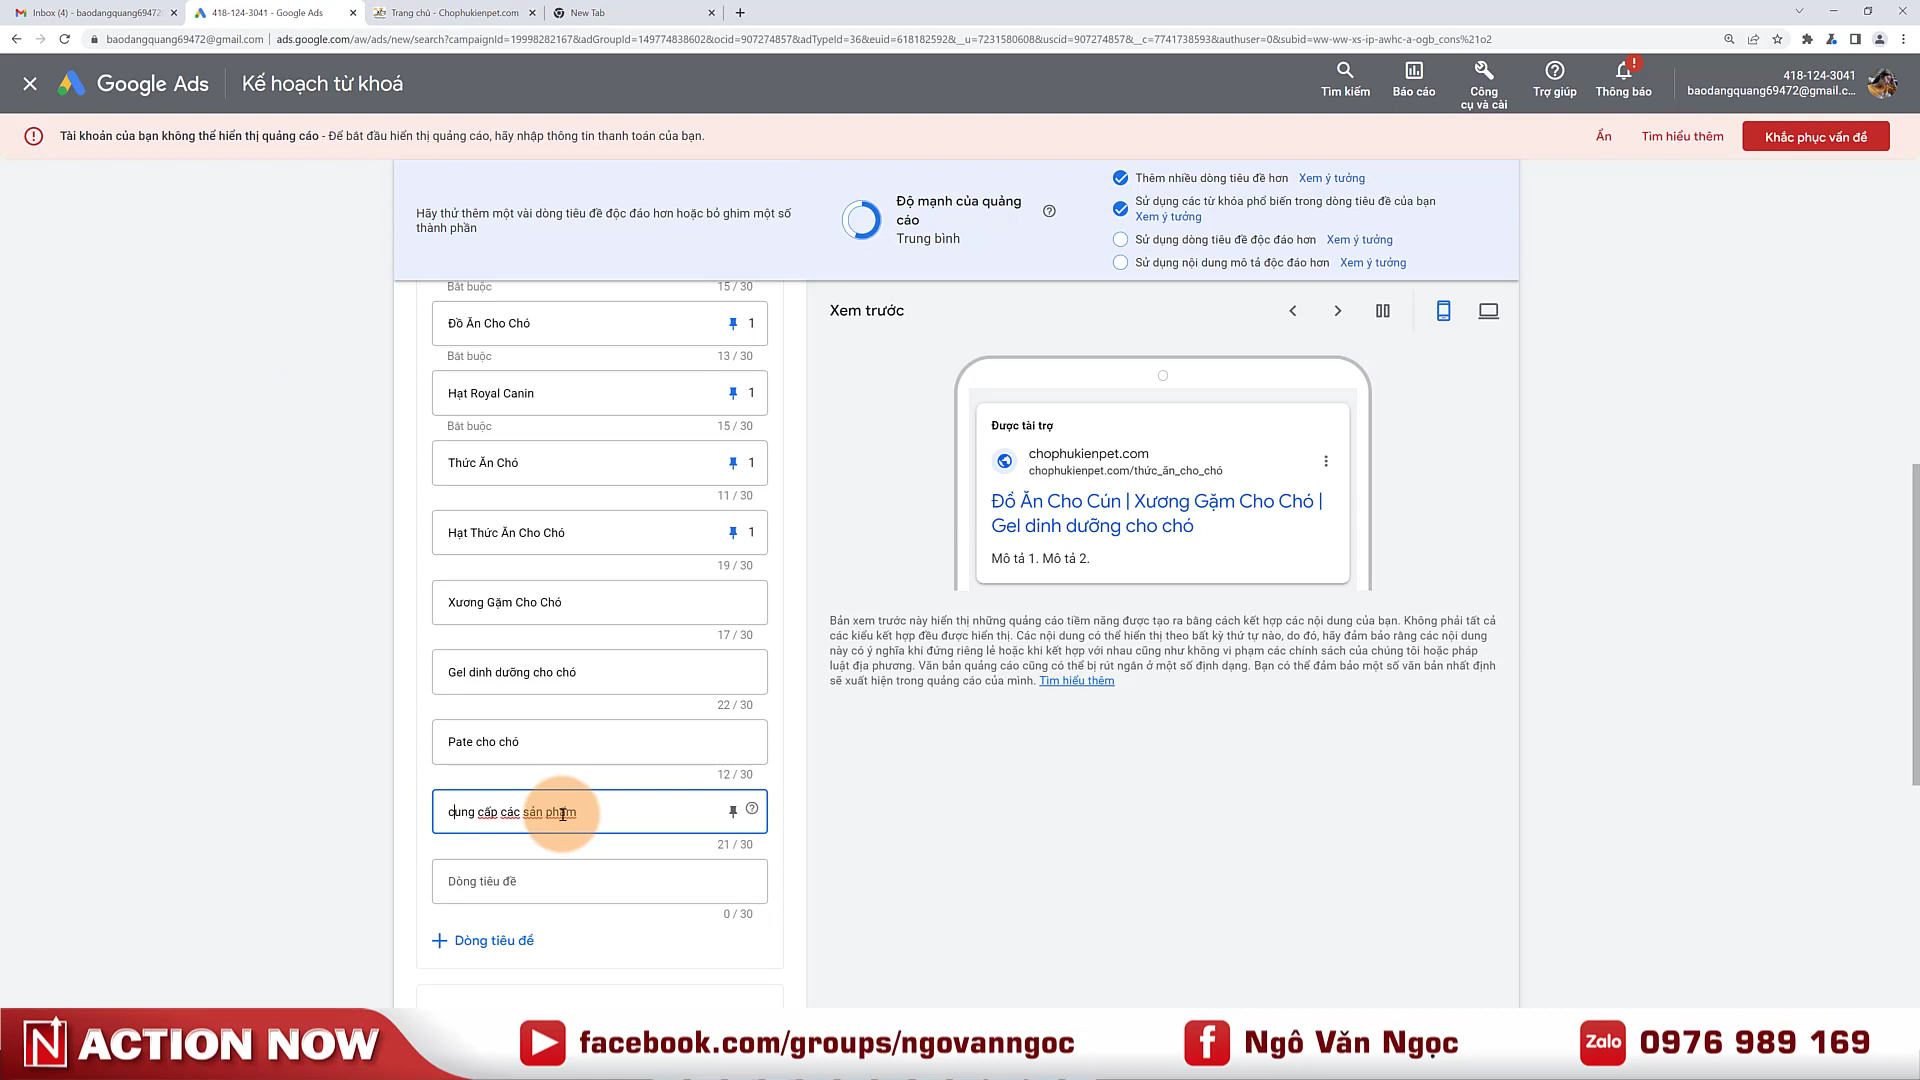 Inbox (4) - baodangquang69472
418-124-3041 - Google Ads
Trang chủ - Chophukienpet.com
New Tab
baodangquang69472@gmail.com
ads.google.com/aw/ads/new/search?campaignId=19998282167&adGroupId=149774838602&ocid=907274857&adTypeId=36&euid=618182592&__u=7231580608&uscid=907274857&__c=7741738593&authuser=0&subid=ww-ww-xs-ip-awhc-a-ogb_cons%21o2
Google Ads
Kế hoạch từ khoá
Tìm kiếm
Báo cáo
Công
cụ và cài
Trợ giúp
Thông báo
418-124-3041
baodangquang69472@gmail.c...
Tài khoản của bạn không thể hiển thị quảng cáo - Để bắt đầu hiển thị quảng cáo, hãy nhập thông tin thanh toán của bạn.
Ẩn
Tìm hiểu thêm
Khắc phục vấn đề
Hãy thử thêm một vài dòng tiêu đề độc đáo hơn hoặc bỏ ghim một số
thành phần
Độ mạnh của quảng
cáo
Trung bình
Thêm nhiều dòng tiêu đề hơn Xem ý tưởng
Sử dụng các từ khóa phổ biến trong dòng tiêu đề của bạn
Xem ý tưởng
Sử dụng dòng tiêu đề độc đáo hơn Xem ý tưởng
Sử dụng nội dung mô tả độc đáo hơn Xem ý tưởng
Bắt buộc 15 / 30
Đồ Ăn Cho Chó 1
Bắt buộc 13 / 30
Hạt Royal Canin 1
Bắt buộc 15 / 30
Thức Ăn Chó 1
11 / 30
Hạt Thức Ăn Cho Chó 1
19 / 30
Xương Gặm Cho Chó
17 / 30
Gel dinh dưỡng cho chó
22 / 30
Pate cho chó
12 / 30
cung cấp các sản phẩm
21 / 30
Dòng tiêu đề
0 / 30
Dòng tiêu đề
Xem trước
Được tài trợ
chophukienpet.com
chophukienpet.com/thức_ăn_cho_chó
Đồ Ăn Cho Cún | Xương Gặm Cho Chó |
Gel dinh dưỡng cho chó
Mô tả 1. Mô tả 2.
Bản xem trước này hiển thị những quảng cáo tiềm năng được tạo ra bằng cách kết hợp các nội dung của bạn. Không phải tất cả
các kiểu kết hợp đều được hiển thị. Các nội dung có thể hiển thị theo bất kỳ thứ tự nào, do đó, hãy đảm bảo rằng các nội dung
này có ý nghĩa khi đứng riêng lẻ hoặc khi kết hợp với nhau cũng như không vi phạm các chính sách của chúng tôi hoặc pháp
luật địa phương. Văn bản quảng cáo cũng có thể bị rút ngắn ở một số định dạng. Bạn có thể đảm bảo một số văn bản nhất định
sẽ xuất hiện trong quảng cáo của mình. Tìm hiểu thêm
N ACTION NOW
facebook.com/groups/ngovanngoc
Ngô Văn Ngọc
Zalo 0976 989 169